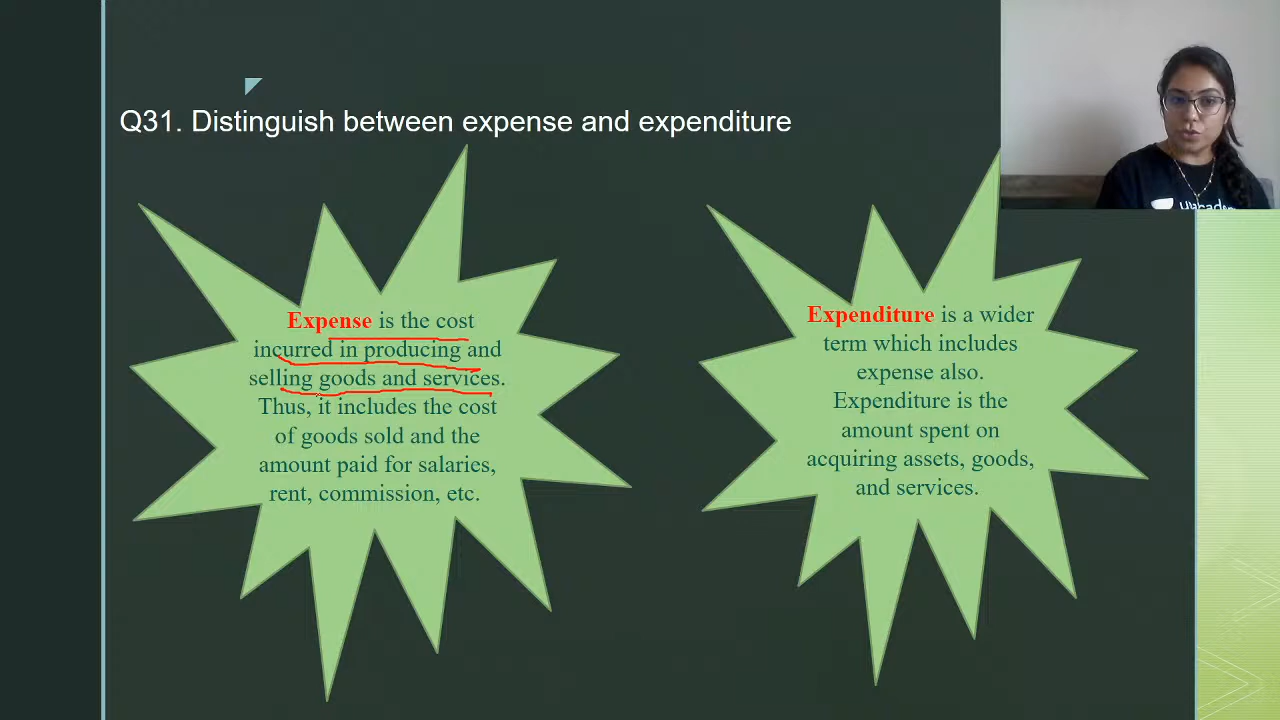 Q31. Distinguish between expense and expenditure
Expense is the cost
incurred in producing and
selling goods and services.
Thus, it includes the cost
of goods sold and the
amount paid for salaries,
rent, commission, etc.
Expenditure is a wider
term which includes
expense also.
Expenditure is the
amount spent on
acquiring assets, goods,
and services.